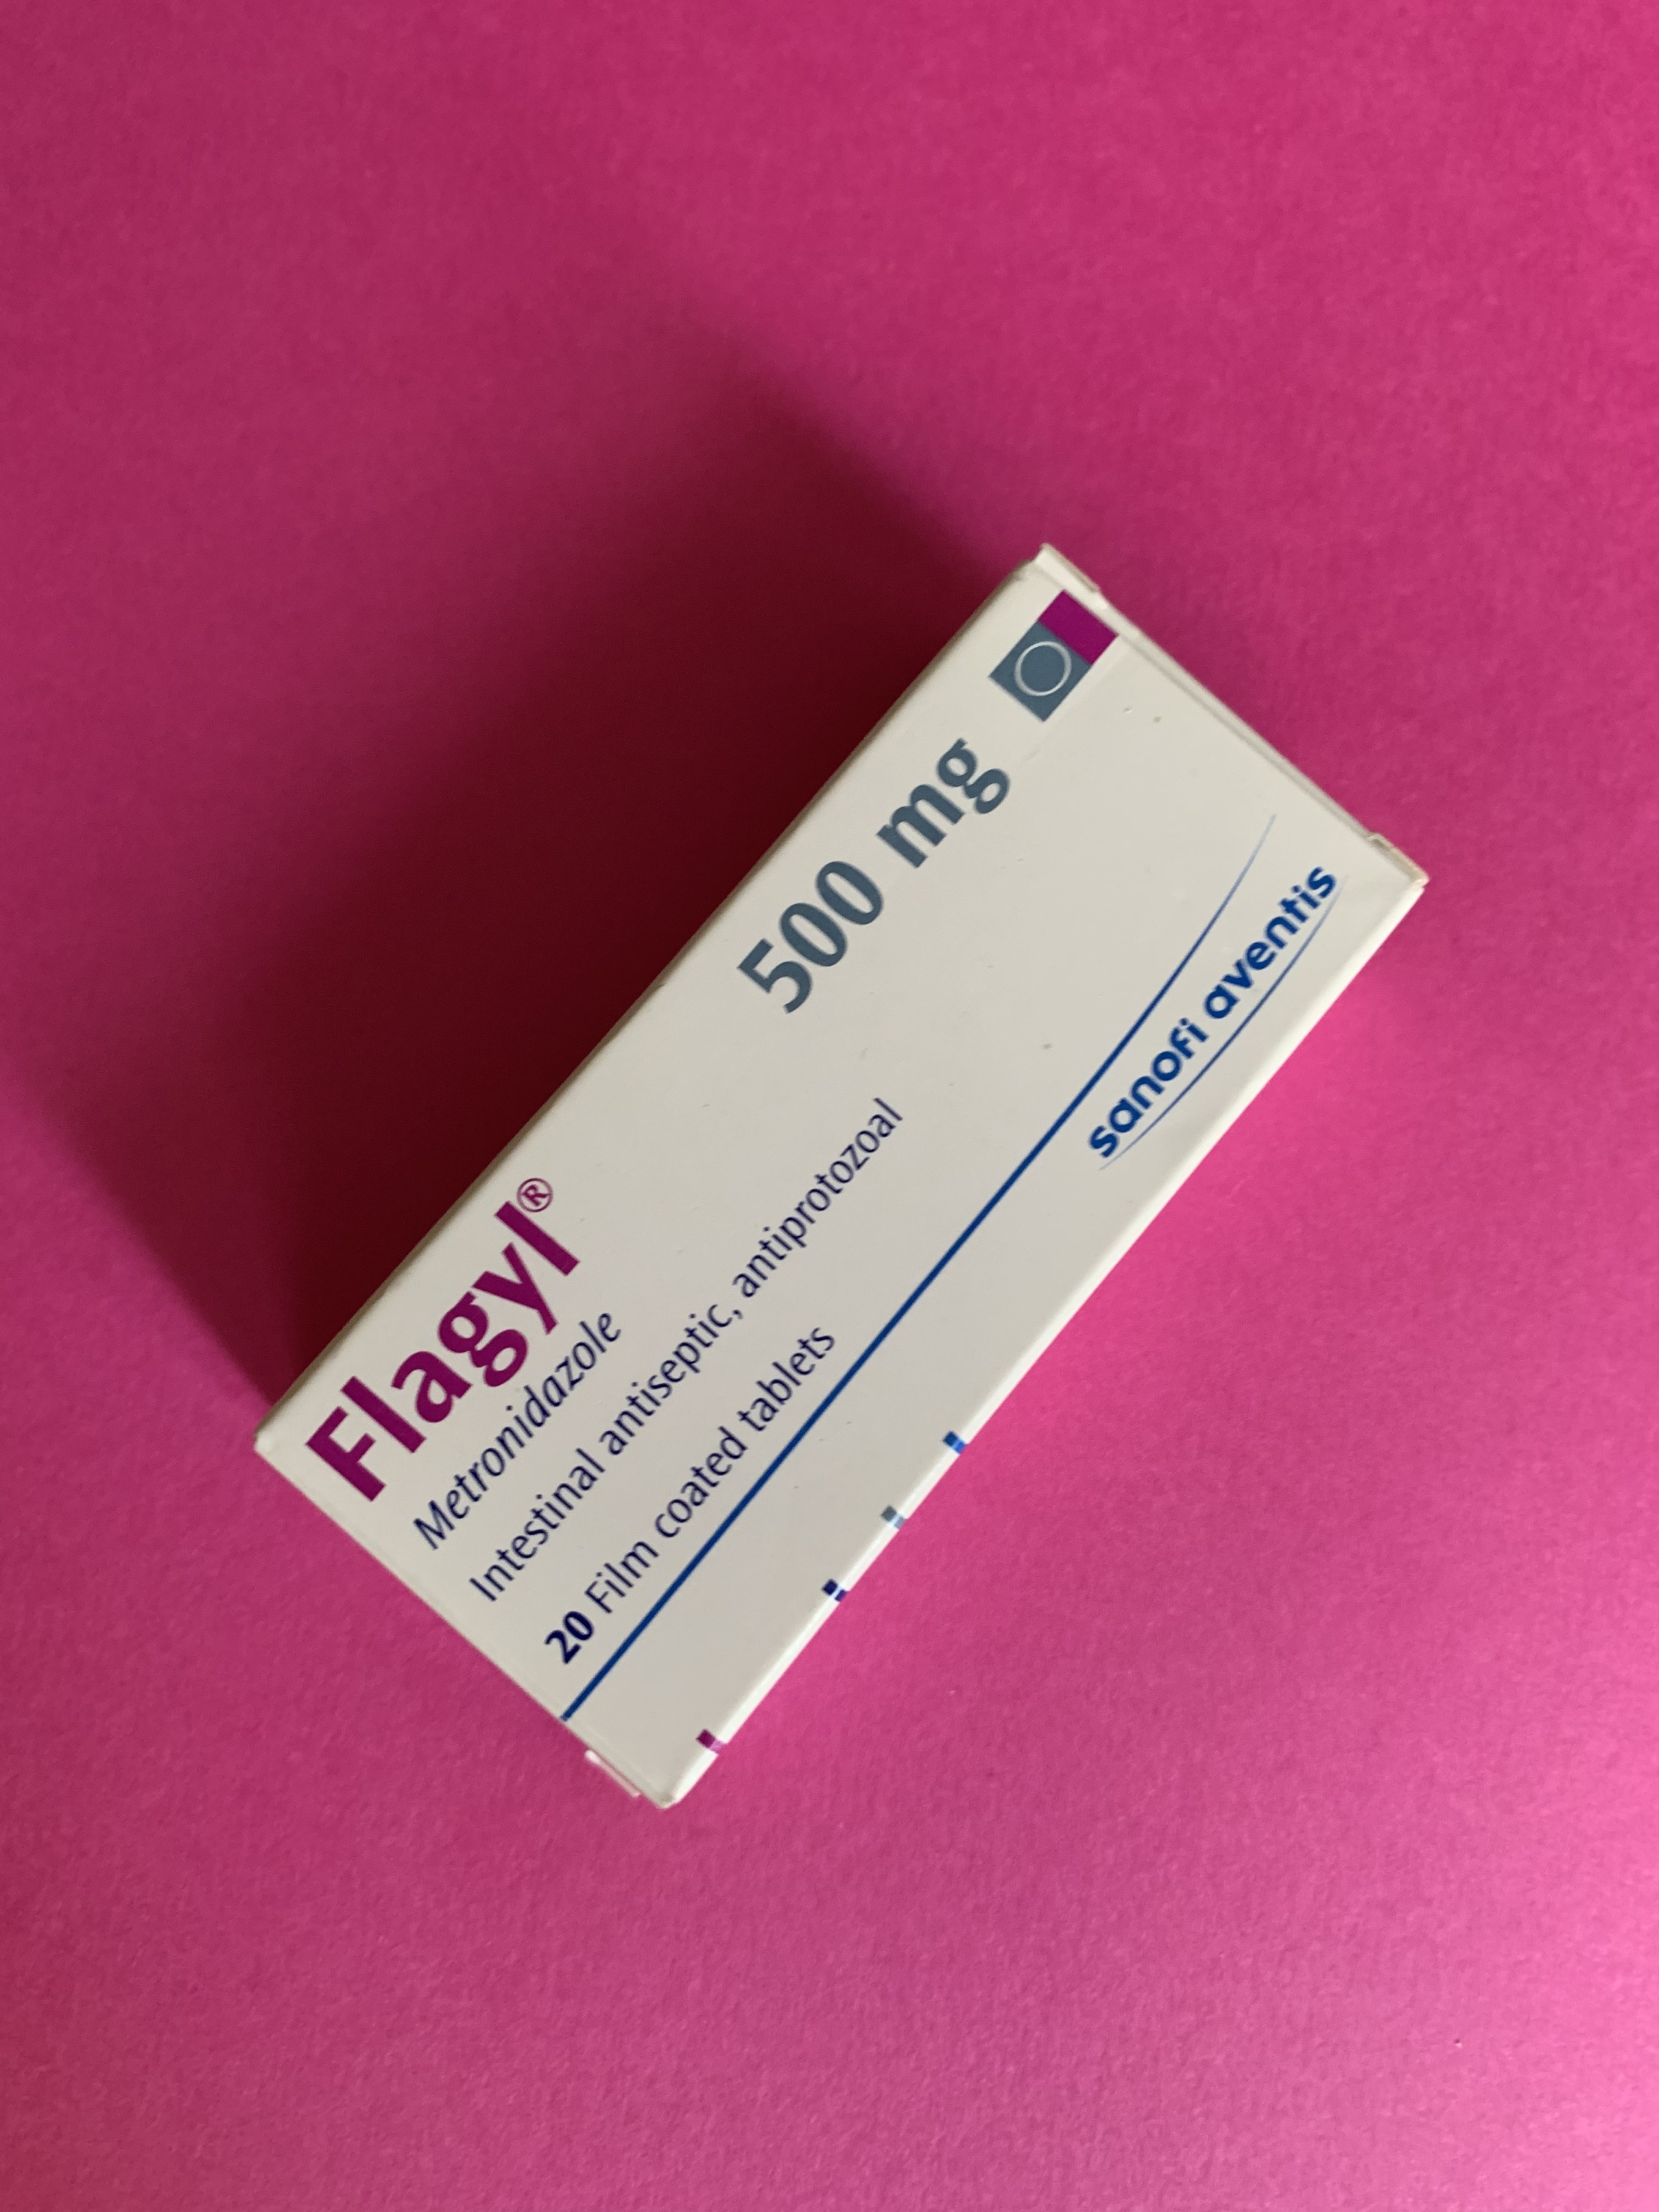 Flagyl® 500 mg
Metronidazole
Intestinal antiseptic, antiprotozoal
20 Film coated tablets
sanofi aventis